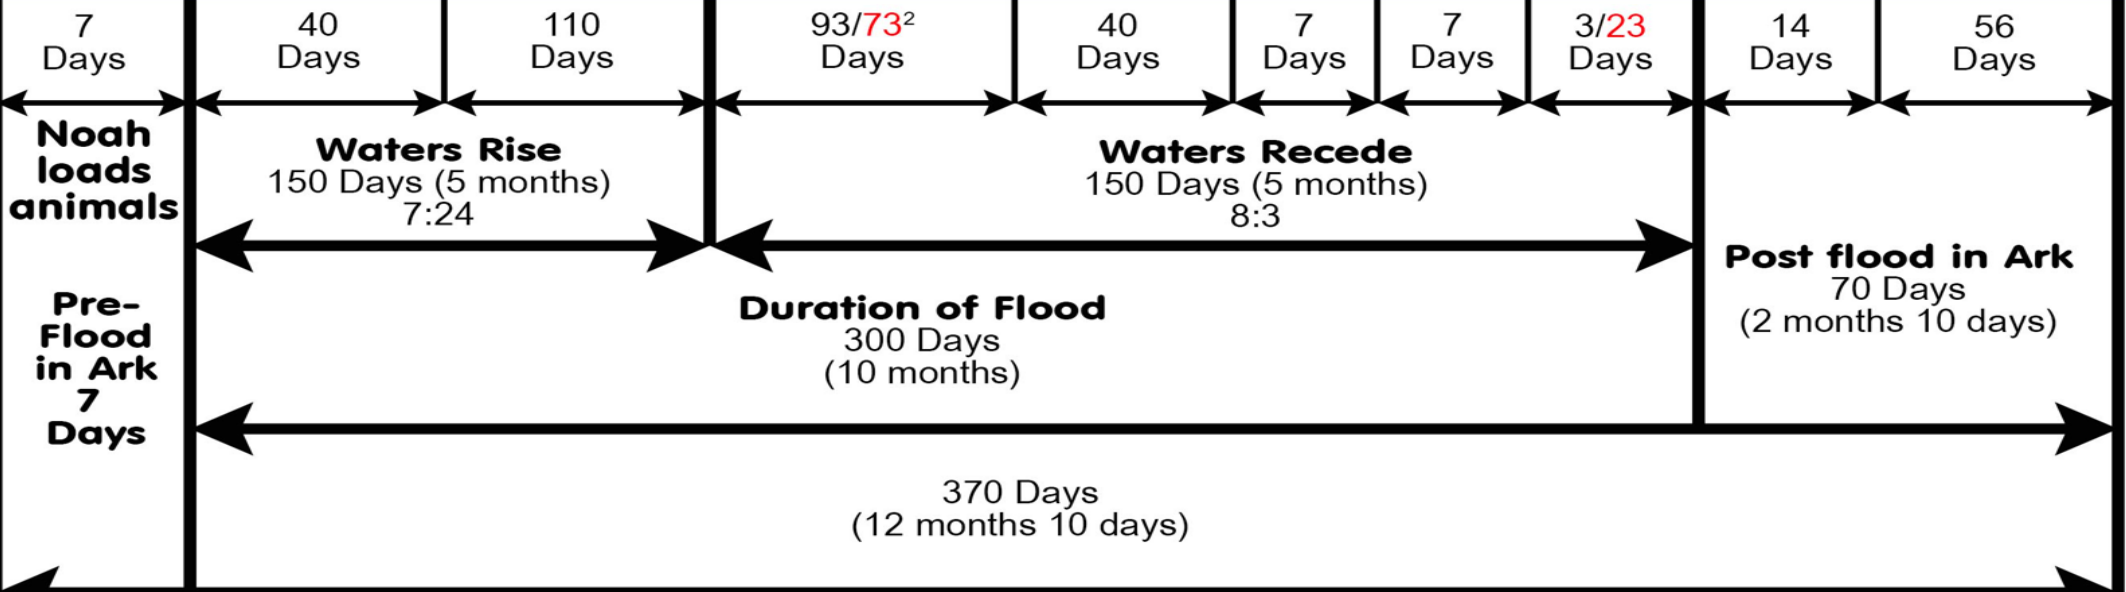 7
Days
40
Days
110
Days
93/73²
Days
40
Days
7
Days
7
Days
3/23
Days
14
Days
56
Days
Noah
loads
animals
Waters Rise
150 Days (5 months)
7:24
Waters Recede
150 Days (5 months)
8:3
Pre-
Flood
in Ark
7
Days
Duration of Flood
300 Days
(10 months)
Post flood in Ark
70 Days
(2 months 10 days)
370 Days
(12 months 10 days)